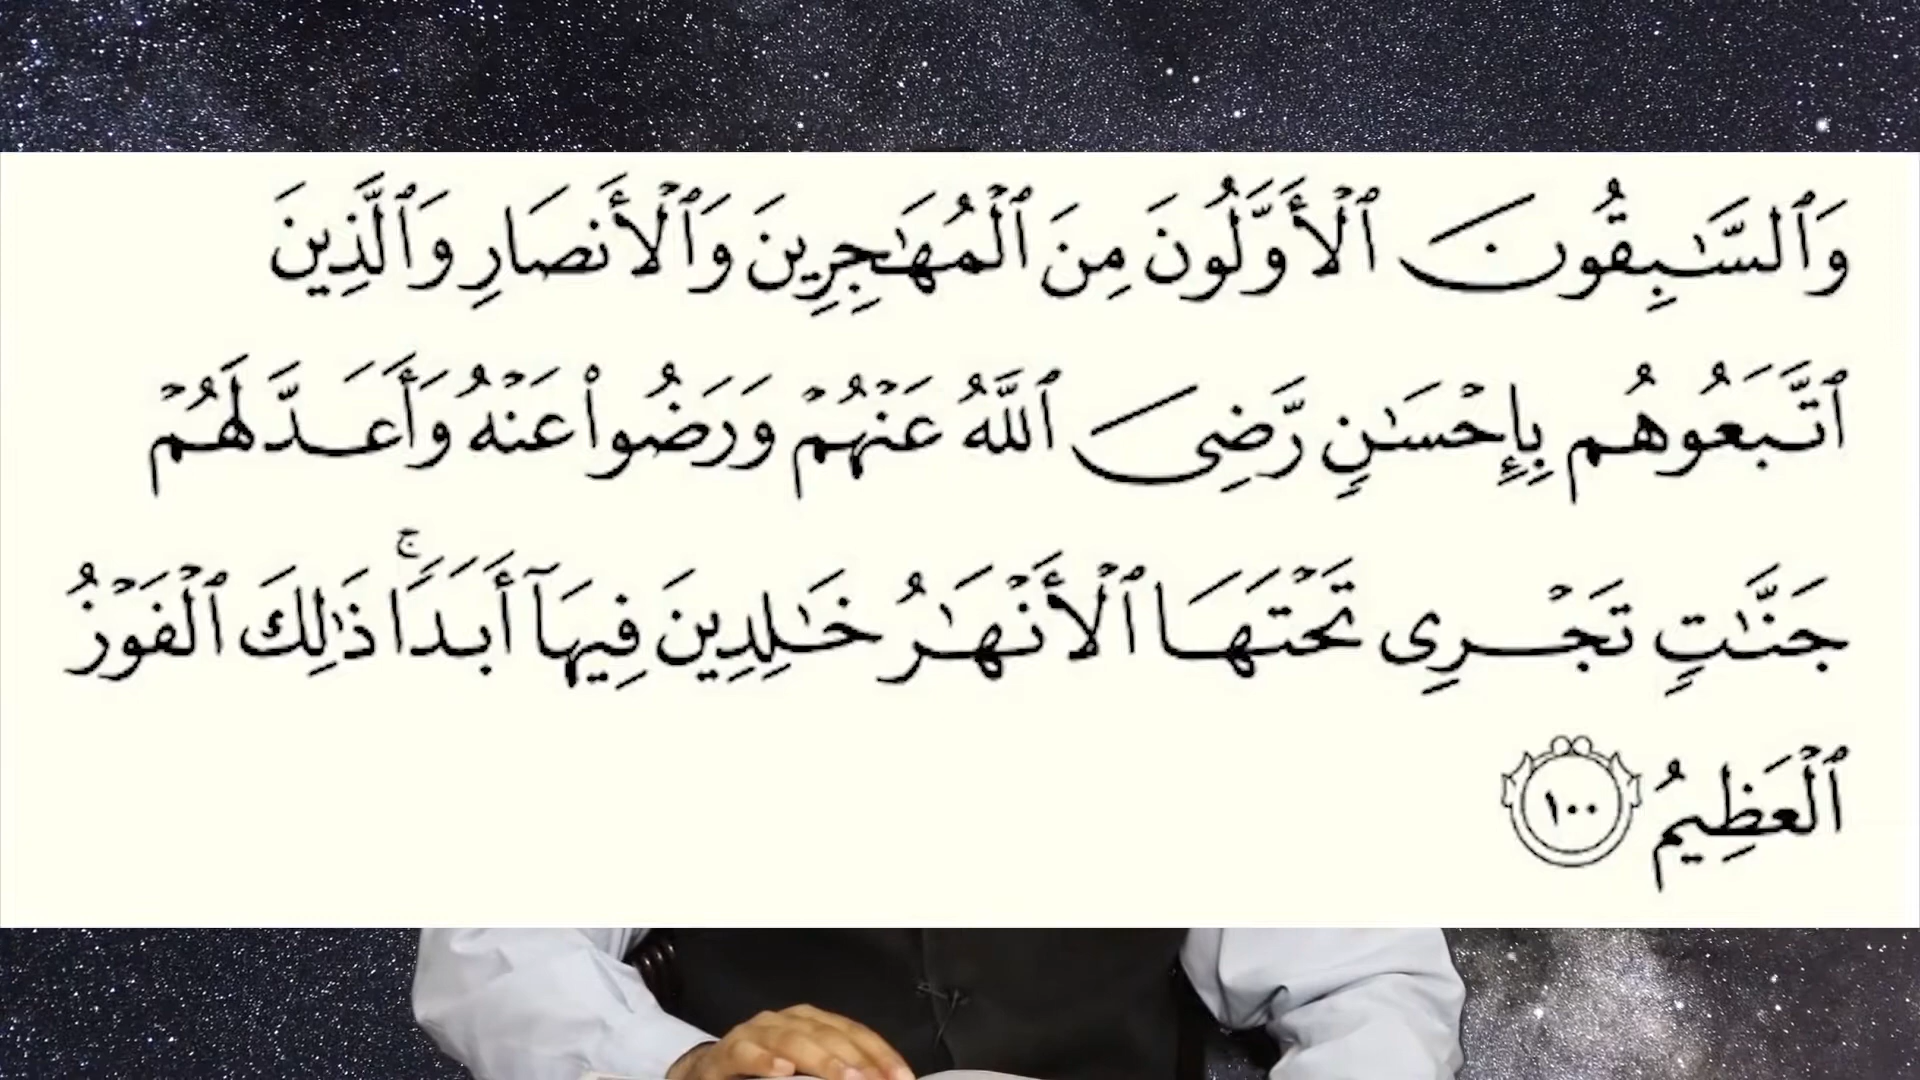 وَٱلسَّـٰبِقُونَ ٱلْأَوَّلُونَ مِنَ ٱلْمُهَـٰجِرِينَ وَٱلْأَنصَارِ وَٱلَّذِينَ
ٱتَّبَعُوهُم بِإِحْسَـٰنٍ رَّضِىَ ٱللَّهُ عَنْهُمْ وَرَضُوا۟ عَنْهُ وَأَعَدَّ لَهُمْ
جَنَّـٰتٍ تَجْرِى تَحْتَهَا ٱلْأَنْهَـٰرُ خَـٰلِدِينَ فِيهَآ أَبَدًا ۚ ذَٰلِكَ ٱلْفَوْزُ
ٱلْعَظِيمُ ١٠٠